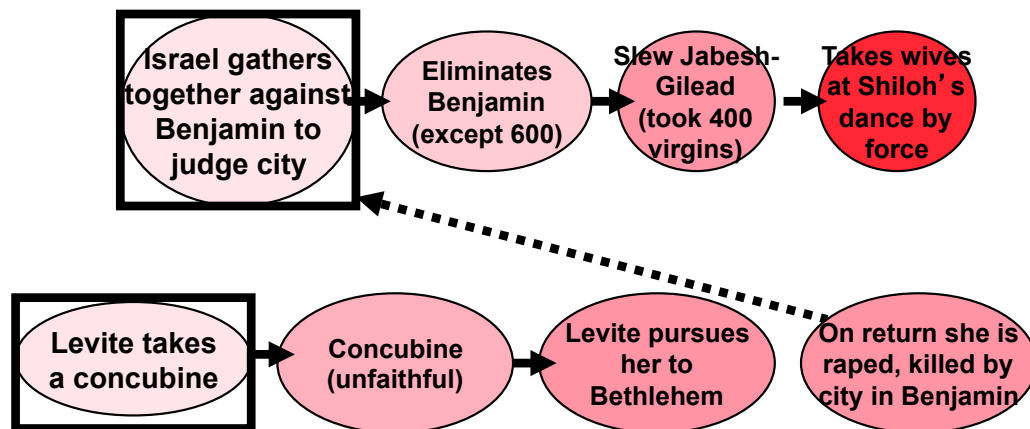 Israel gathers
together against
Benjamin to
judge city
Eliminates
Benjamin
(except 600)
Slew Jabesh-
Gilead
(took 400
virgins)
Takes wives
at Shiloh’s
dance by
force
Levite takes
a concubine
Concubine
(unfaithful)
Levite pursues
her to
Bethlehem
On return she is
raped, killed by
city in Benjamin